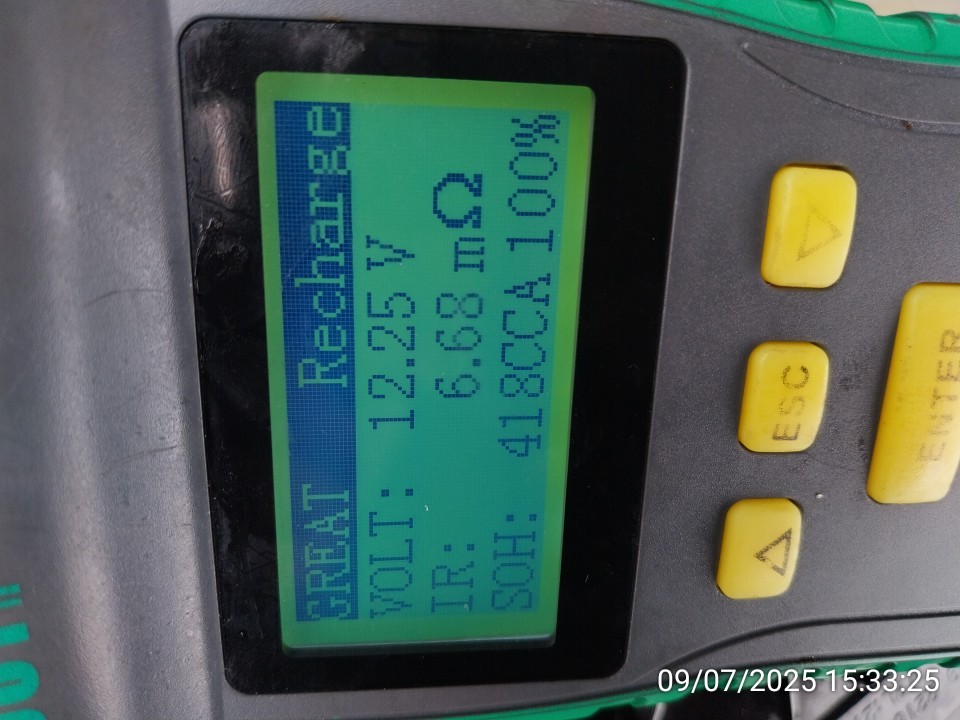 GREAT Recharge
VOLT: 12.25 V
IR: 6.68 mΩ
SOH: 418CCA 100%
ESC
ENTER
09/07/2025 15:33:25